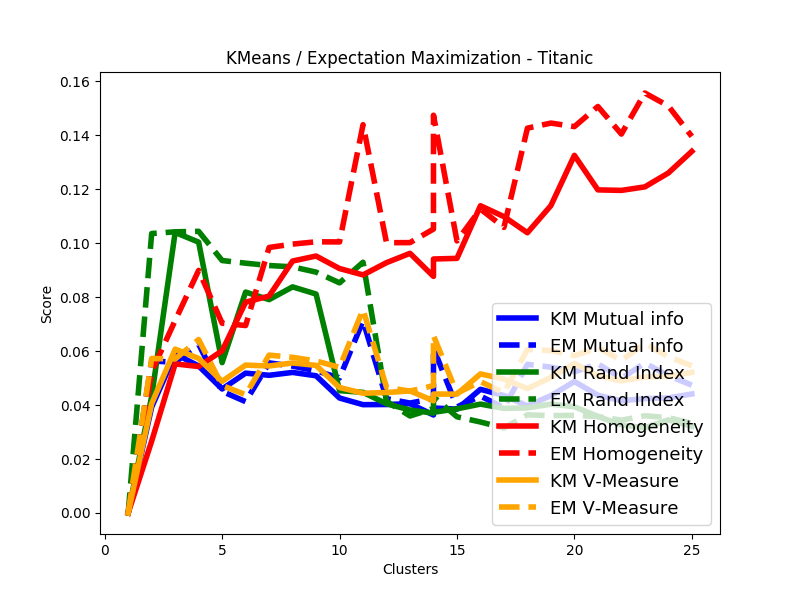 KMeans / Expectation Maximization - Titanic
0.16
0.14
0.12
0.10
0.08
0.06
0.04
0.02
0.00
Score
KM Mutual info
EM Mutual info
KM Rand Index
EM Rand Index
KM Homogeneity
EM Homogeneity
KM V-Measure
EM V-Measure
0 5 10 15 20 25
Clusters